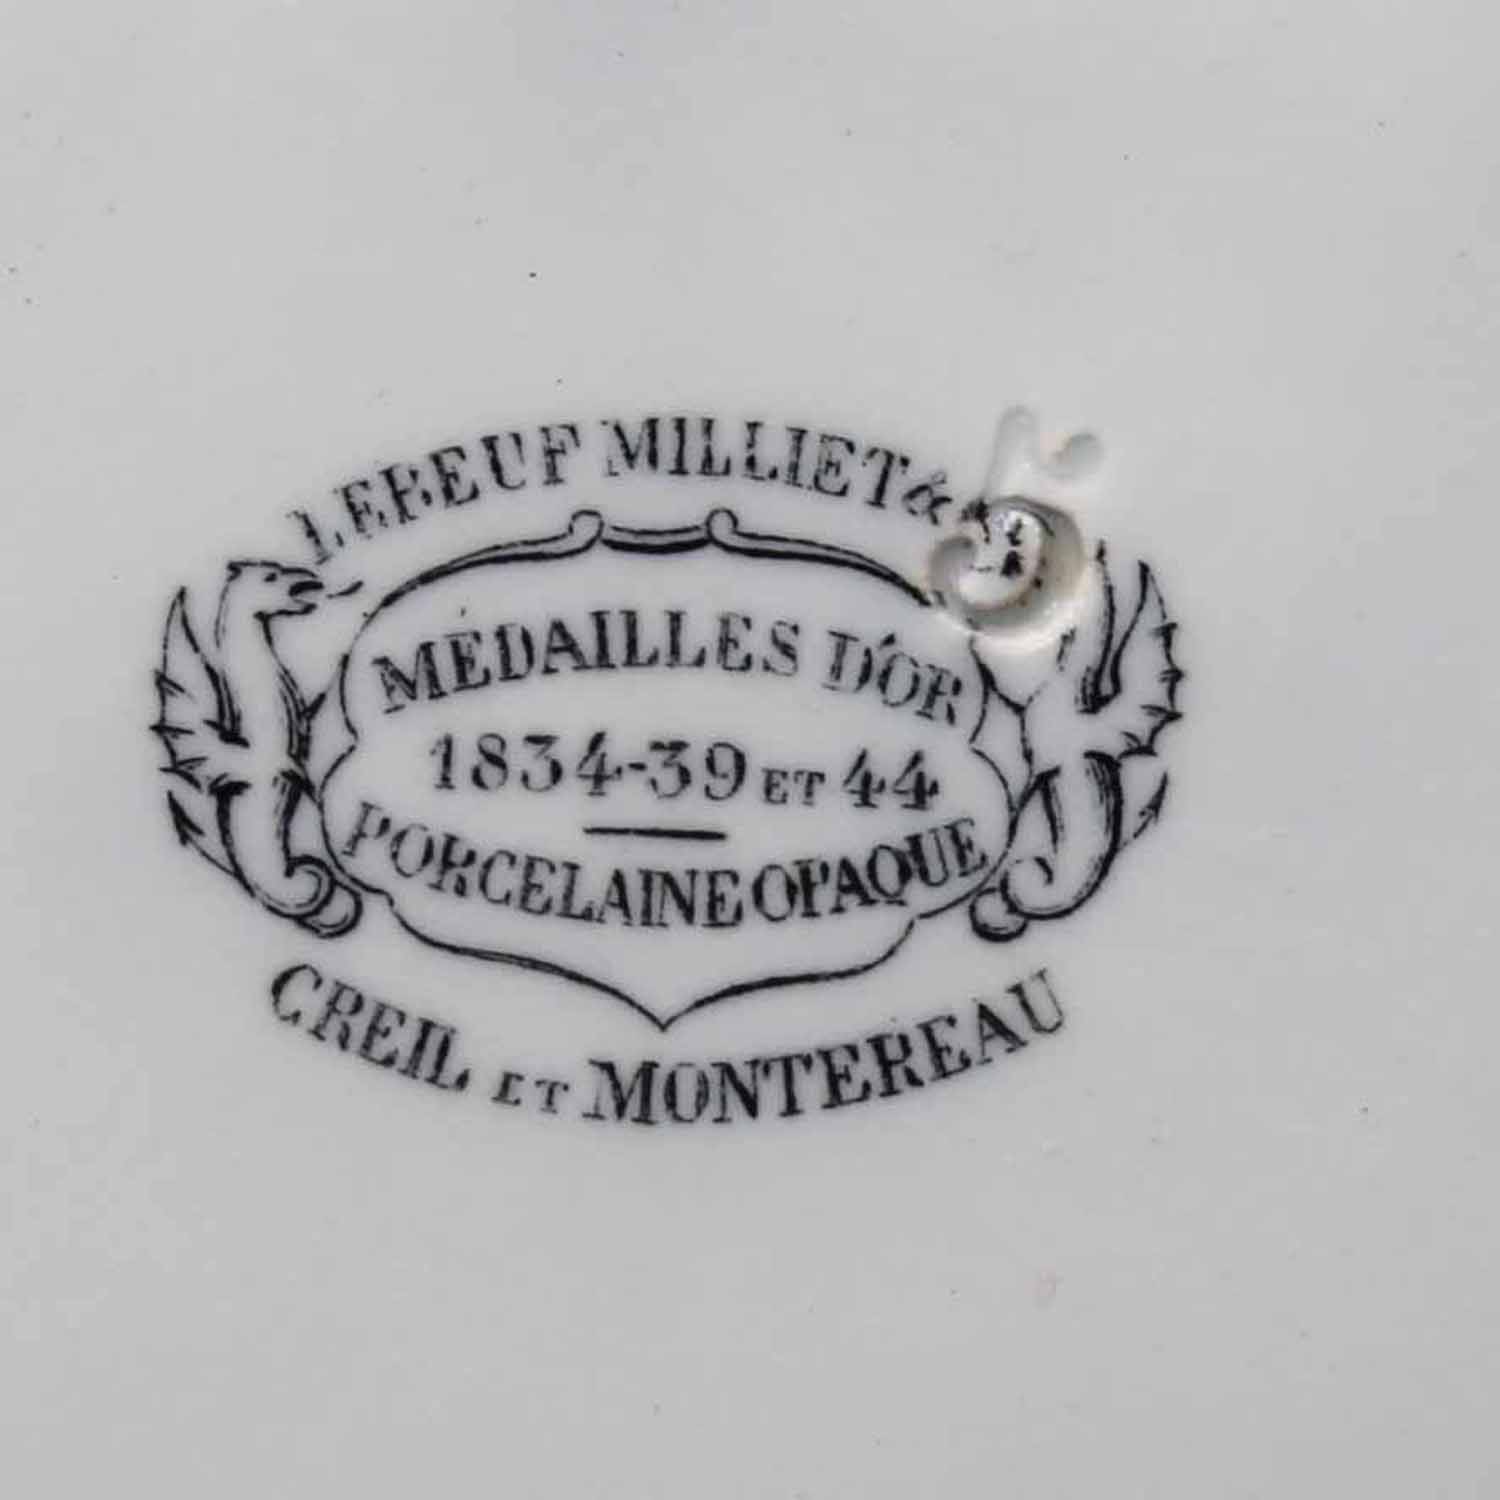 LEBEUF MILLIET &
MÉDAILLES D'OR
1834-39 ET 44
PORCELAINE OPAQUE
CREIL ET MONTEREAU